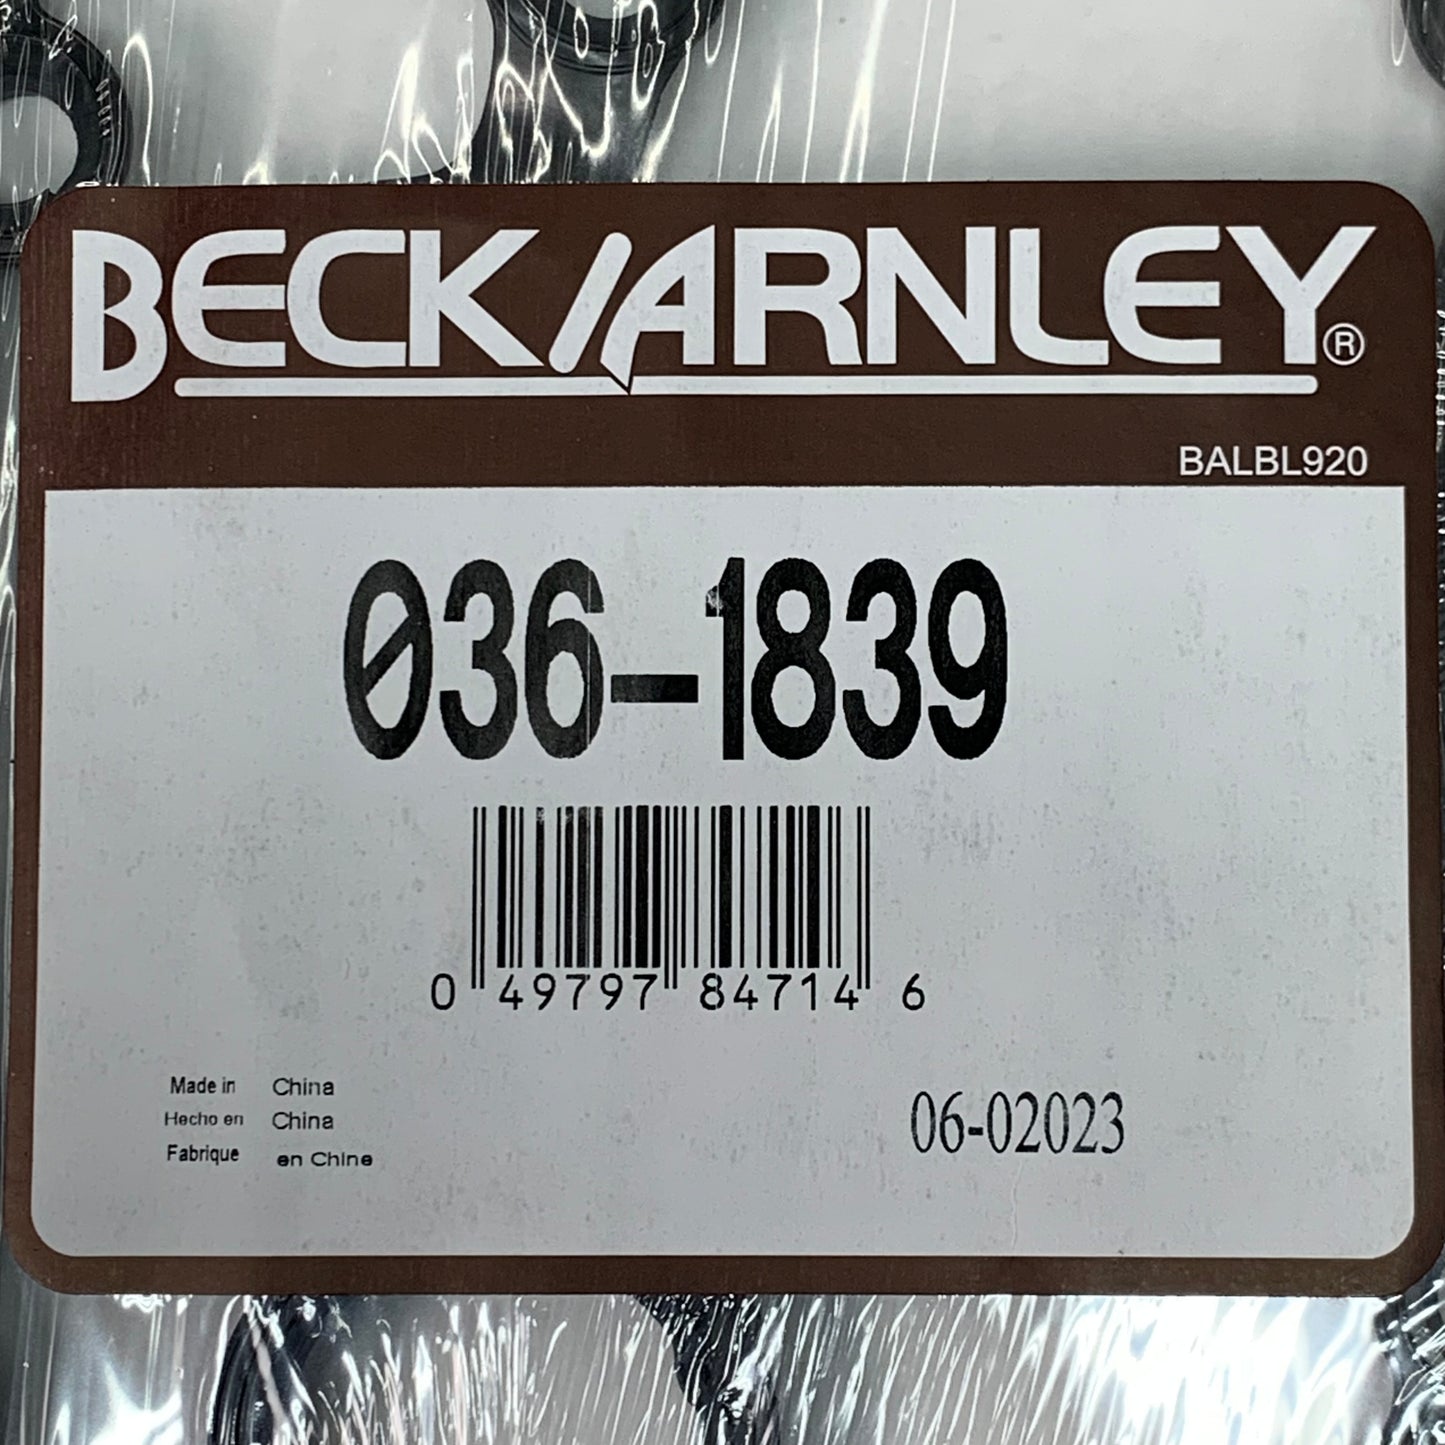 BECK/ARNLEY®
BALBL920
036-1839
0 49797 84714 6
Made in China
Hecho en China
Fabrique en Chine
06-02023